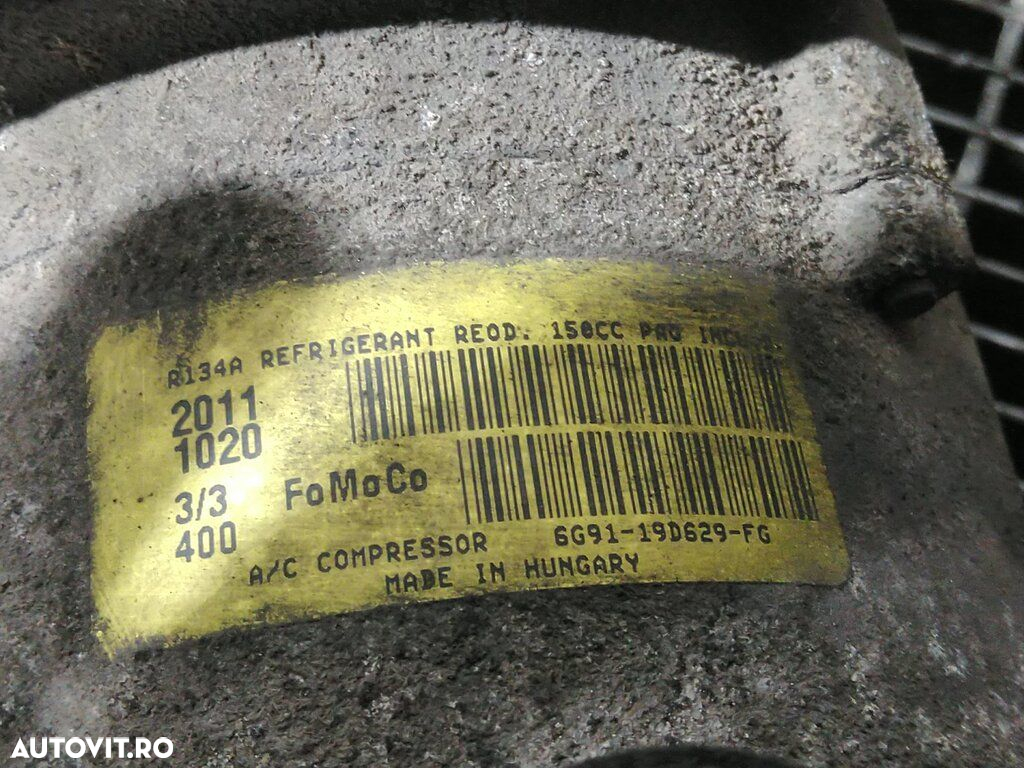 R134A REFRIGERANT REOD. 150CC PAG
2011
1020
3/3
400
FoMoCo
6G91-19D629-FG
A/C COMPRESSOR
MADE IN HUNGARY
AUTOVIT.RO